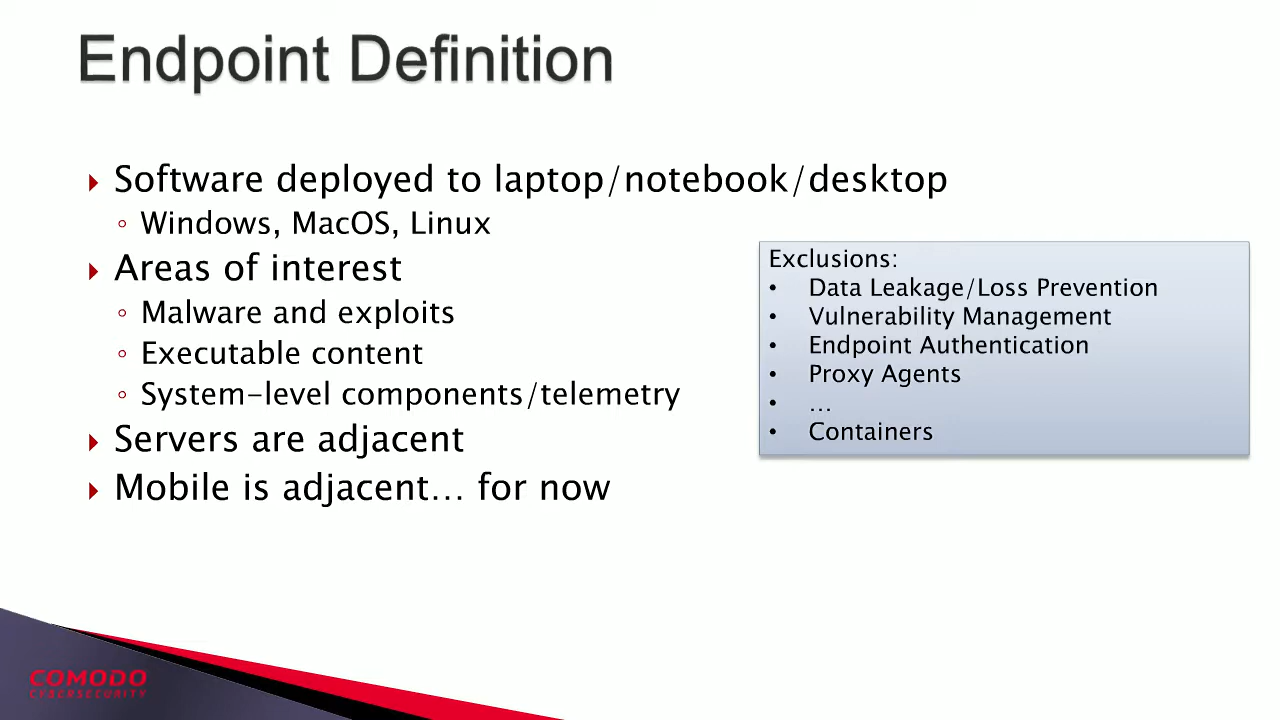 Endpoint Definition
Software deployed to laptop/notebook/desktop
Windows, MacOS, Linux
Areas of interest
Malware and exploits
Executable content
System-level components/telemetry
Servers are adjacent
Mobile is adjacent… for now
Exclusions:
• Data Leakage/Loss Prevention
• Vulnerability Management
• Endpoint Authentication
• Proxy Agents
• …
• Containers
COMODO
CYBERSECURITY